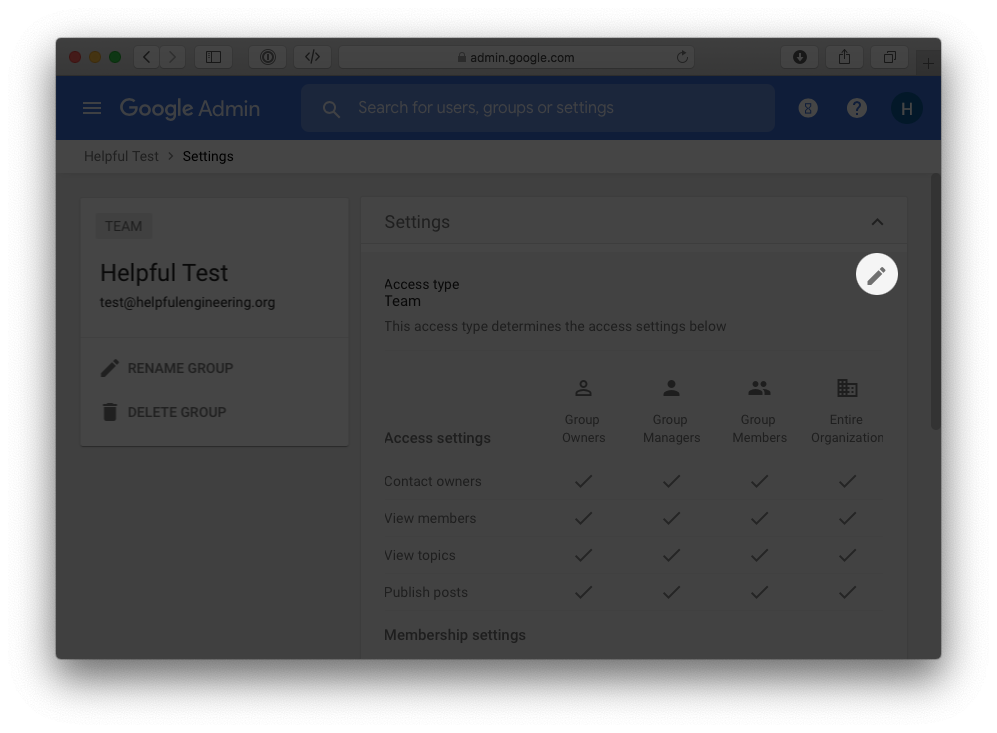 admin.google.com
Google Admin
Search for users, groups or settings
8
?
H
Helpful Test > Settings
TEAM
Helpful Test
test@helpfulengineering.org
RENAME GROUP
DELETE GROUP
Settings
Access type
Team
This access type determines the access settings below
Access settings
Group
Owners
Group
Managers
Group
Members
Entire
Organization
Contact owners
View members
View topics
Publish posts
Membership settings